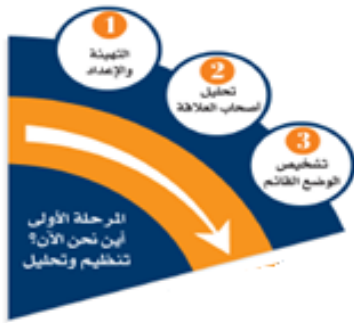 1
التهيئة
والإعداد
2
تحليل
أصحاب العلاقة
3
تشخيص
الوضع القائم
المرحلة الأولى
أين نحن الآن؟
تنظيم وتحليل